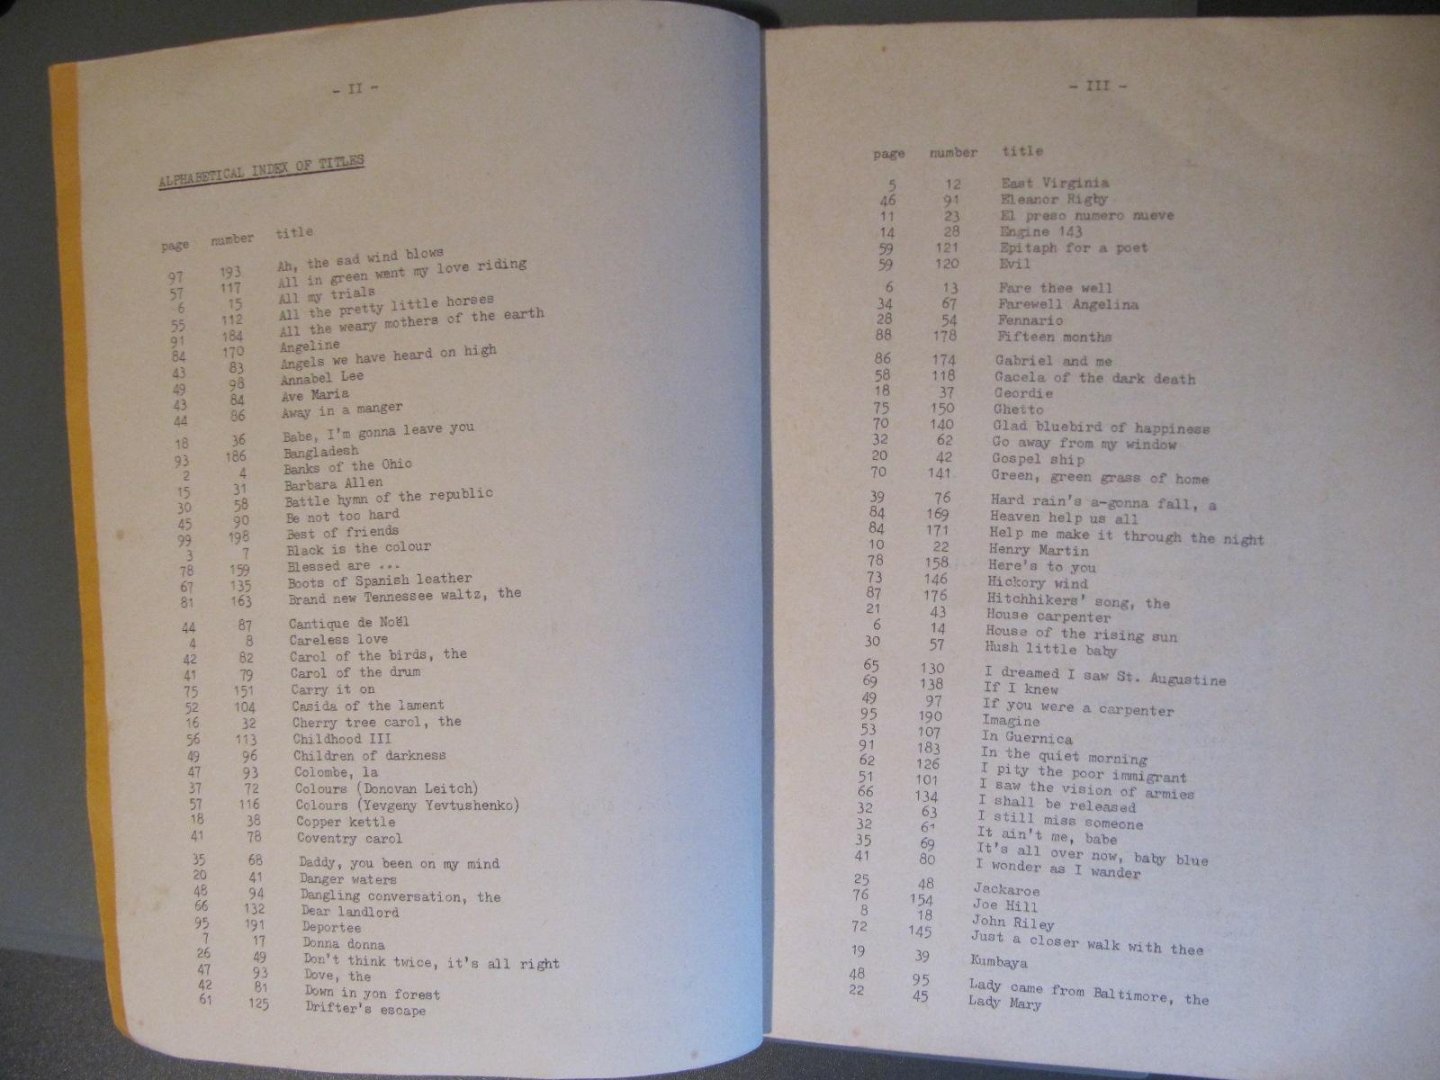 - II -
ALPHABETICAL INDEX OF TITLES
page number title
97 193 Ah, the sad wind blows
57 117 All in green went my love riding
6 15 All my trials
55 112 All the pretty little horses
91 184 All the weary mothers of the earth
84 170 Angeline
43 83 Angels we have heard on high
49 98 Annabel Lee
43 84 Ave Maria
44 86 Away in a manger
18 36 Babe, I'm gonna leave you
93 186 Bangladesh
2 4 Banks of the Ohio
15 31 Barbara Allen
30 58 Battle hymn of the republic
45 90 Be not too hard
99 198 Best of friends
3 7 Black is the colour
78 159 Blessed are ...
67 135 Boots of Spanish leather
81 163 Brand new Tennessee waltz, the
44 87 Cantique de Noël
4 8 Careless love
42 82 Carol of the birds, the
41 79 Carol of the drum
75 151 Carry it on
52 104 Casida of the lament
16 32 Cherry tree carol, the
56 113 Childhood III
49 96 Children of darkness
47 93 Colombe, la
37 72 Colours (Donovan Leitch)
57 116 Colours (Yevgeny Yevtushenko)
18 38 Copper kettle
41 78 Coventry carol
35 68 Daddy, you been on my mind
20 41 Danger waters
48 94 Dangling conversation, the
66 132 Dear landlord
95 191 Deportee
7 17 Donna donna
26 49 Don't think twice, it's all right
47 93 Dove, the
42 81 Down in yon forest
61 125 Drifter's escape
- III -
page number title
5 12 East Virginia
46 91 Eleanor Rigby
11 23 El preso numero nueve
14 28 Engine 143
59 121 Epitaph for a poet
59 120 Evil
6 13 Fare thee well
34 67 Farewell Angelina
28 54 Fennario
88 178 Fifteen months
86 174 Gabriel and me
58 118 Gacela of the dark death
18 37 Geordie
75 150 Ghetto
70 140 Glad bluebird of happiness
32 62 Go away from my window
20 42 Gospel ship
70 141 Green, green grass of home
39 76 Hard rain's a-gonna fall, a
84 169 Heaven help us all
84 171 Help me make it through the night
10 22 Henry Martin
78 158 Here's to you
73 146 Hickory wind
87 176 Hitchhikers' song, the
21 43 House carpenter
6 14 House of the rising sun
30 57 Hush little baby
65 130 I dreamed I saw St. Augustine
69 138 If I knew
49 97 If you were a carpenter
95 190 Imagine
53 107 In Guernica
91 183 In the quiet morning
62 126 I pity the poor immigrant
51 101 I saw the vision of armies
66 134 I shall be released
32 63 I still miss someone
32 61 It ain't me, babe
35 69 It's all over now, baby blue
41 80 I wonder as I wander
25 48 Jackaroe
76 154 Joe Hill
8 18 John Riley
72 145 Just a closer walk with thee
19 39 Kumbaya
48 95 Lady came from Baltimore, the
22 45 Lady Mary